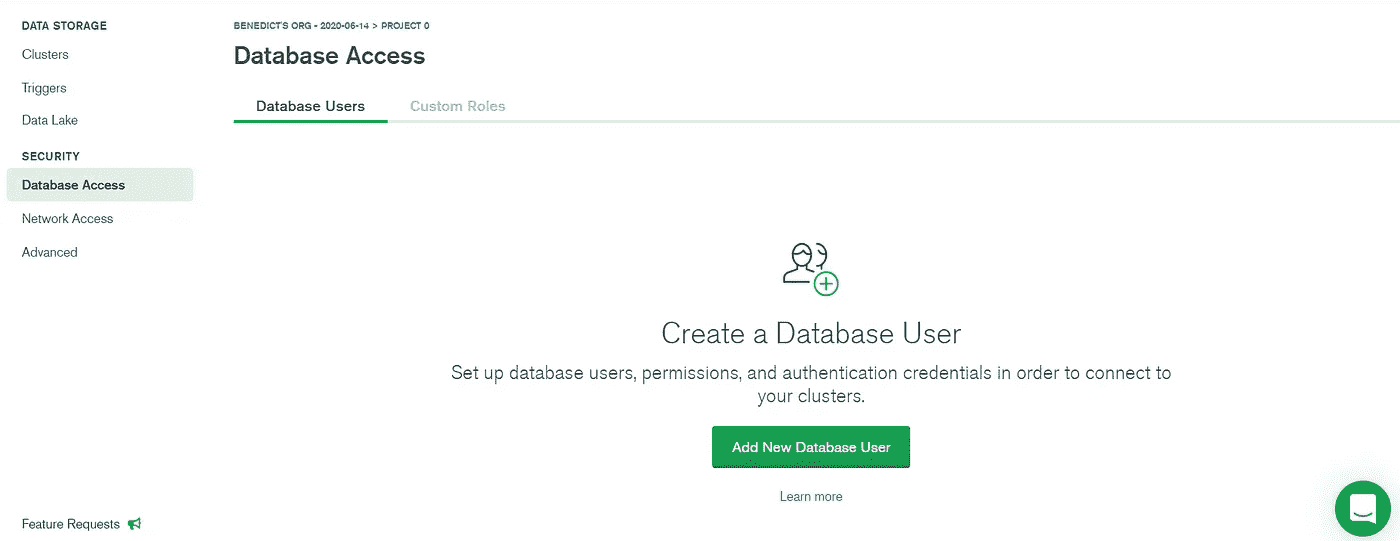 DATA STORAGE
Clusters
Triggers
Data Lake
SECURITY
Database Access
Network Access
Advanced
Feature Requests
BENEDICT'S ORG - 2020-06-14 > PROJECT 0
Database Access
Database Users
Custom Roles
Create a Database User
Set up database users, permissions, and authentication credentials in order to connect to
your clusters.
Add New Database User
Learn more